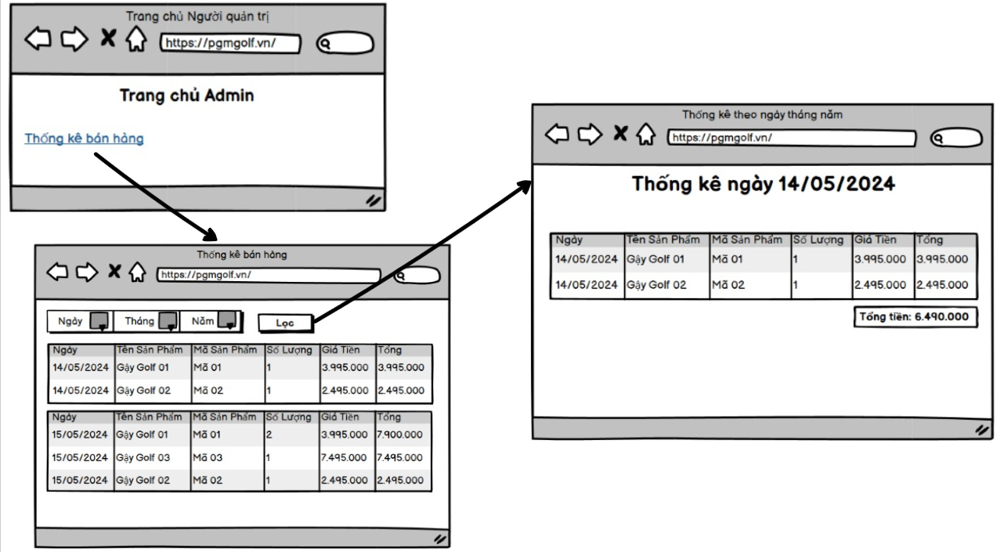 Trang chủ Người quản trị
https://pgmgolf.vn/
Trang chủ Admin
Thống kê bán hàng
Thống kê bán hàng
https://pgmgolf.vn/
Ngày Tháng Năm Lọc
Ngày Tên Sản Phẩm Mã Sản Phẩm Số Lượng Giá Tiền Tổng
14/05/2024 Gậy Golf 01 Mã 01 1 3.995.000 3.995.000
14/05/2024 Gậy Golf 02 Mã 02 1 2.495.000 2.495.000
Ngày Tên Sản Phẩm Mã Sản Phẩm Số Lượng Giá Tiền Tổng
15/05/2024 Gậy Golf 01 Mã 01 2 3.995.000 7.900.000
15/05/2024 Gậy Golf 03 Mã 03 1 7.495.000 7.495.000
15/05/2024 Gậy Golf 02 Mã 02 1 2.495.000 2.495.000
Thống kê theo ngày tháng năm
https://pgmgolf.vn/
Thống kê ngày 14/05/2024
Ngày Tên Sản Phẩm Mã Sản Phẩm Số Lượng Giá Tiền Tổng
14/05/2024 Gậy Golf 01 Mã 01 1 3.995.000 3.995.000
14/05/2024 Gậy Golf 02 Mã 02 1 2.495.000 2.495.000
Tổng tiền: 6.490.000